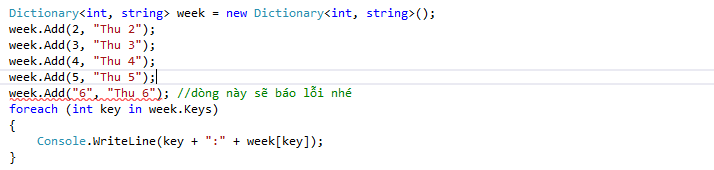 Dictionary<int, string> week = new Dictionary<int, string>();
week.Add(2, "Thu 2");
week.Add(3, "Thu 3");
week.Add(4, "Thu 4");
week.Add(5, "Thu 5");
week.Add("6", "Thu 6"); //dòng này sẽ báo lỗi nhé
foreach (int key in week.Keys)
{
    Console.WriteLine(key + ":" + week[key]);
}